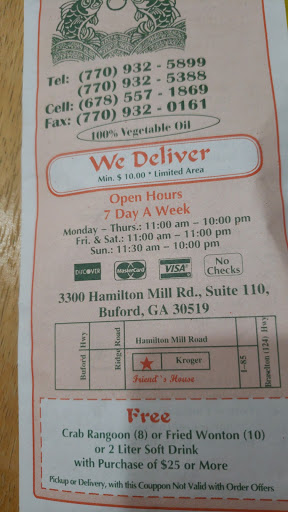 Tel: (770) 932 - 5899
(770) 932 - 5388
Cell: (678) 557 - 1869
Fax: (770) 932 - 0161
100% Vegetable Oil
We Deliver
Min. $ 10.00 * Limited Area
Open Hours
7 Day A Week
Monday – Thurs.: 11:00 am – 10:00 pm
Fri. & Sat.: 11:00 am – 11:00 pm
Sun.: 11:30 am - 10:00 pm
DISCOVER MasterCard VISA No
Checks
3300 Hamilton Mill Rd., Suite 110,
Buford, GA 30519
Buford Hwy
Ridge Road
Hamilton Mill Road
Kroger
Friend's House
I-85
Braselton (124) Hwy
Free
Crab Rangoon (8) or Fried Wonton (10)
or 2 Liter Soft Drink
with Purchase of $25 or More
Pickup or Delivery, with this Couppon Not Valid with Order Offers